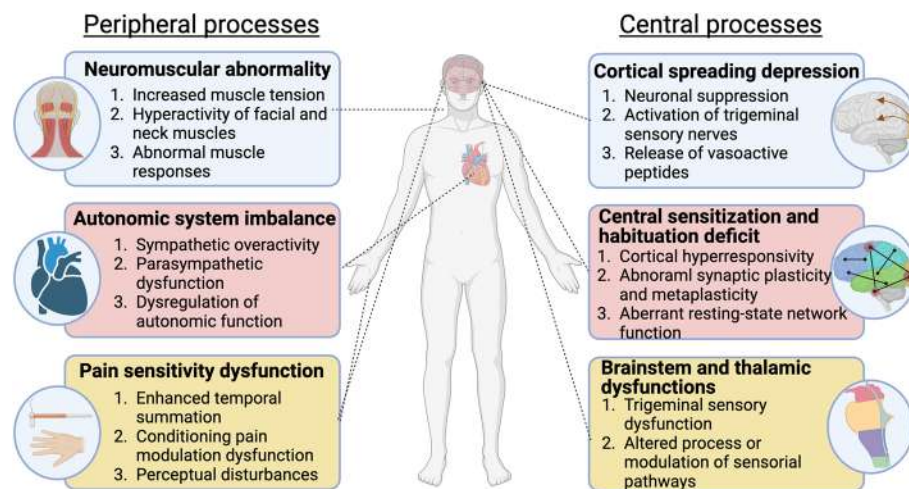 Peripheral processes
Neuromuscular abnormality
1. Increased muscle tension
2. Hyperactivity of facial and
neck muscles
3. Abnormal muscle
responses
Autonomic system imbalance
1. Sympathetic overactivity
2. Parasympathetic
dysfunction
3. Dysregulation of
autonomic function
Pain sensitivity dysfunction
1. Enhanced temporal
summation
2. Conditioning pain
modulation dysfunction
3. Perceptual disturbances
Central processes
Cortical spreading depression
1. Neuronal suppression
2. Activation of trigeminal
sensory nerves
3. Release of vasoactive
peptides
Central sensitization and
habituation deficit
1. Cortical hyperresponsivity
2. Abnoraml synaptic plasticity
and metaplasticity
3. Aberrant resting-state network
function
Brainstem and thalamic
dysfunctions
1. Trigeminal sensory
dysfunction
2. Altered process or
modulation of sensorial
pathways